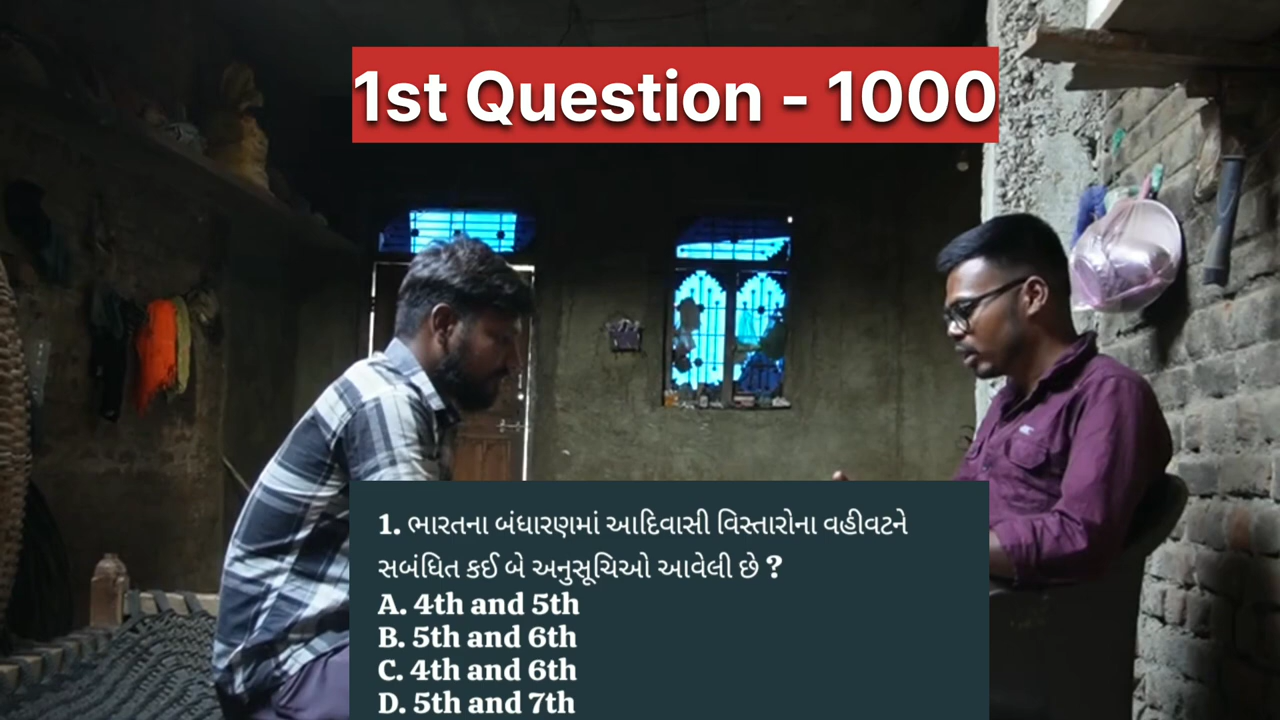 1st Question - 1000
1. ભારતના બંધારણમાં આદિવાસી વિસ્તારોના વહીવટને
સબંધિત કઈ બે અનુસૂચિઓ આવેલી છે ?
A. 4th and 5th
B. 5th and 6th
C. 4th and 6th
D. 5th and 7th